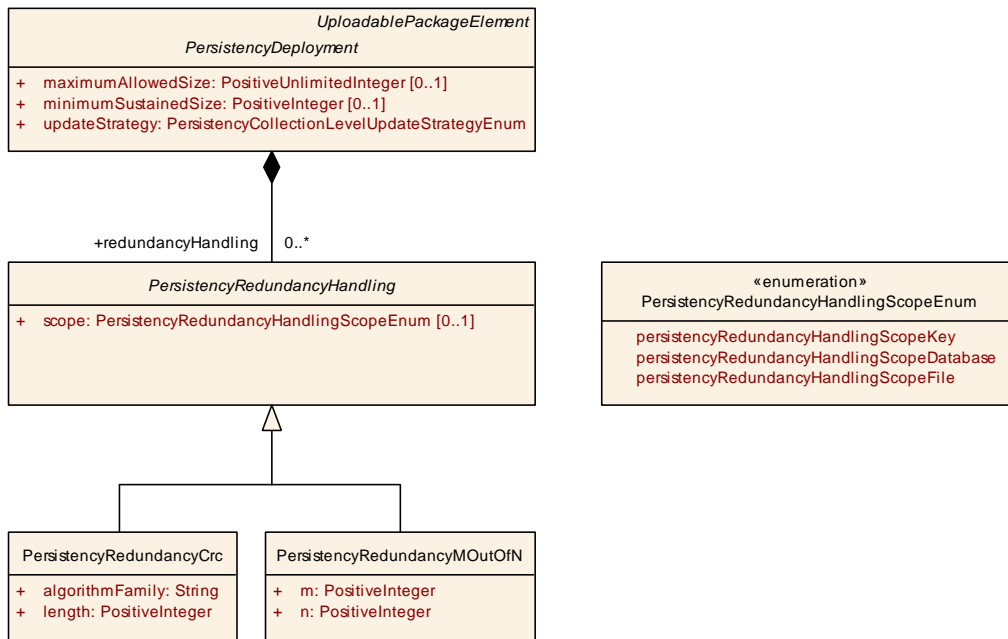 UploadablePackageElement
PersistencyDeployment
+ maximumAllowedSize: PositiveUnlimitedInteger [0..1]
+ minimumSustainedSize: PositiveInteger [0..1]
+ updateStrategy: PersistencyCollectionLevelUpdateStrategyEnum
+redundancyHandling 0..*
PersistencyRedundancyHandling
+ scope: PersistencyRedundancyHandlingScopeEnum [0..1]
«enumeration»
PersistencyRedundancyHandlingScopeEnum
persistencyRedundancyHandlingScopeKey
persistencyRedundancyHandlingScopeDatabase
persistencyRedundancyHandlingScopeFile
PersistencyRedundancyCrc
+ algorithmFamily: String
+ length: PositiveInteger
PersistencyRedundancyMOutOfN
+ m: PositiveInteger
+ n: PositiveInteger